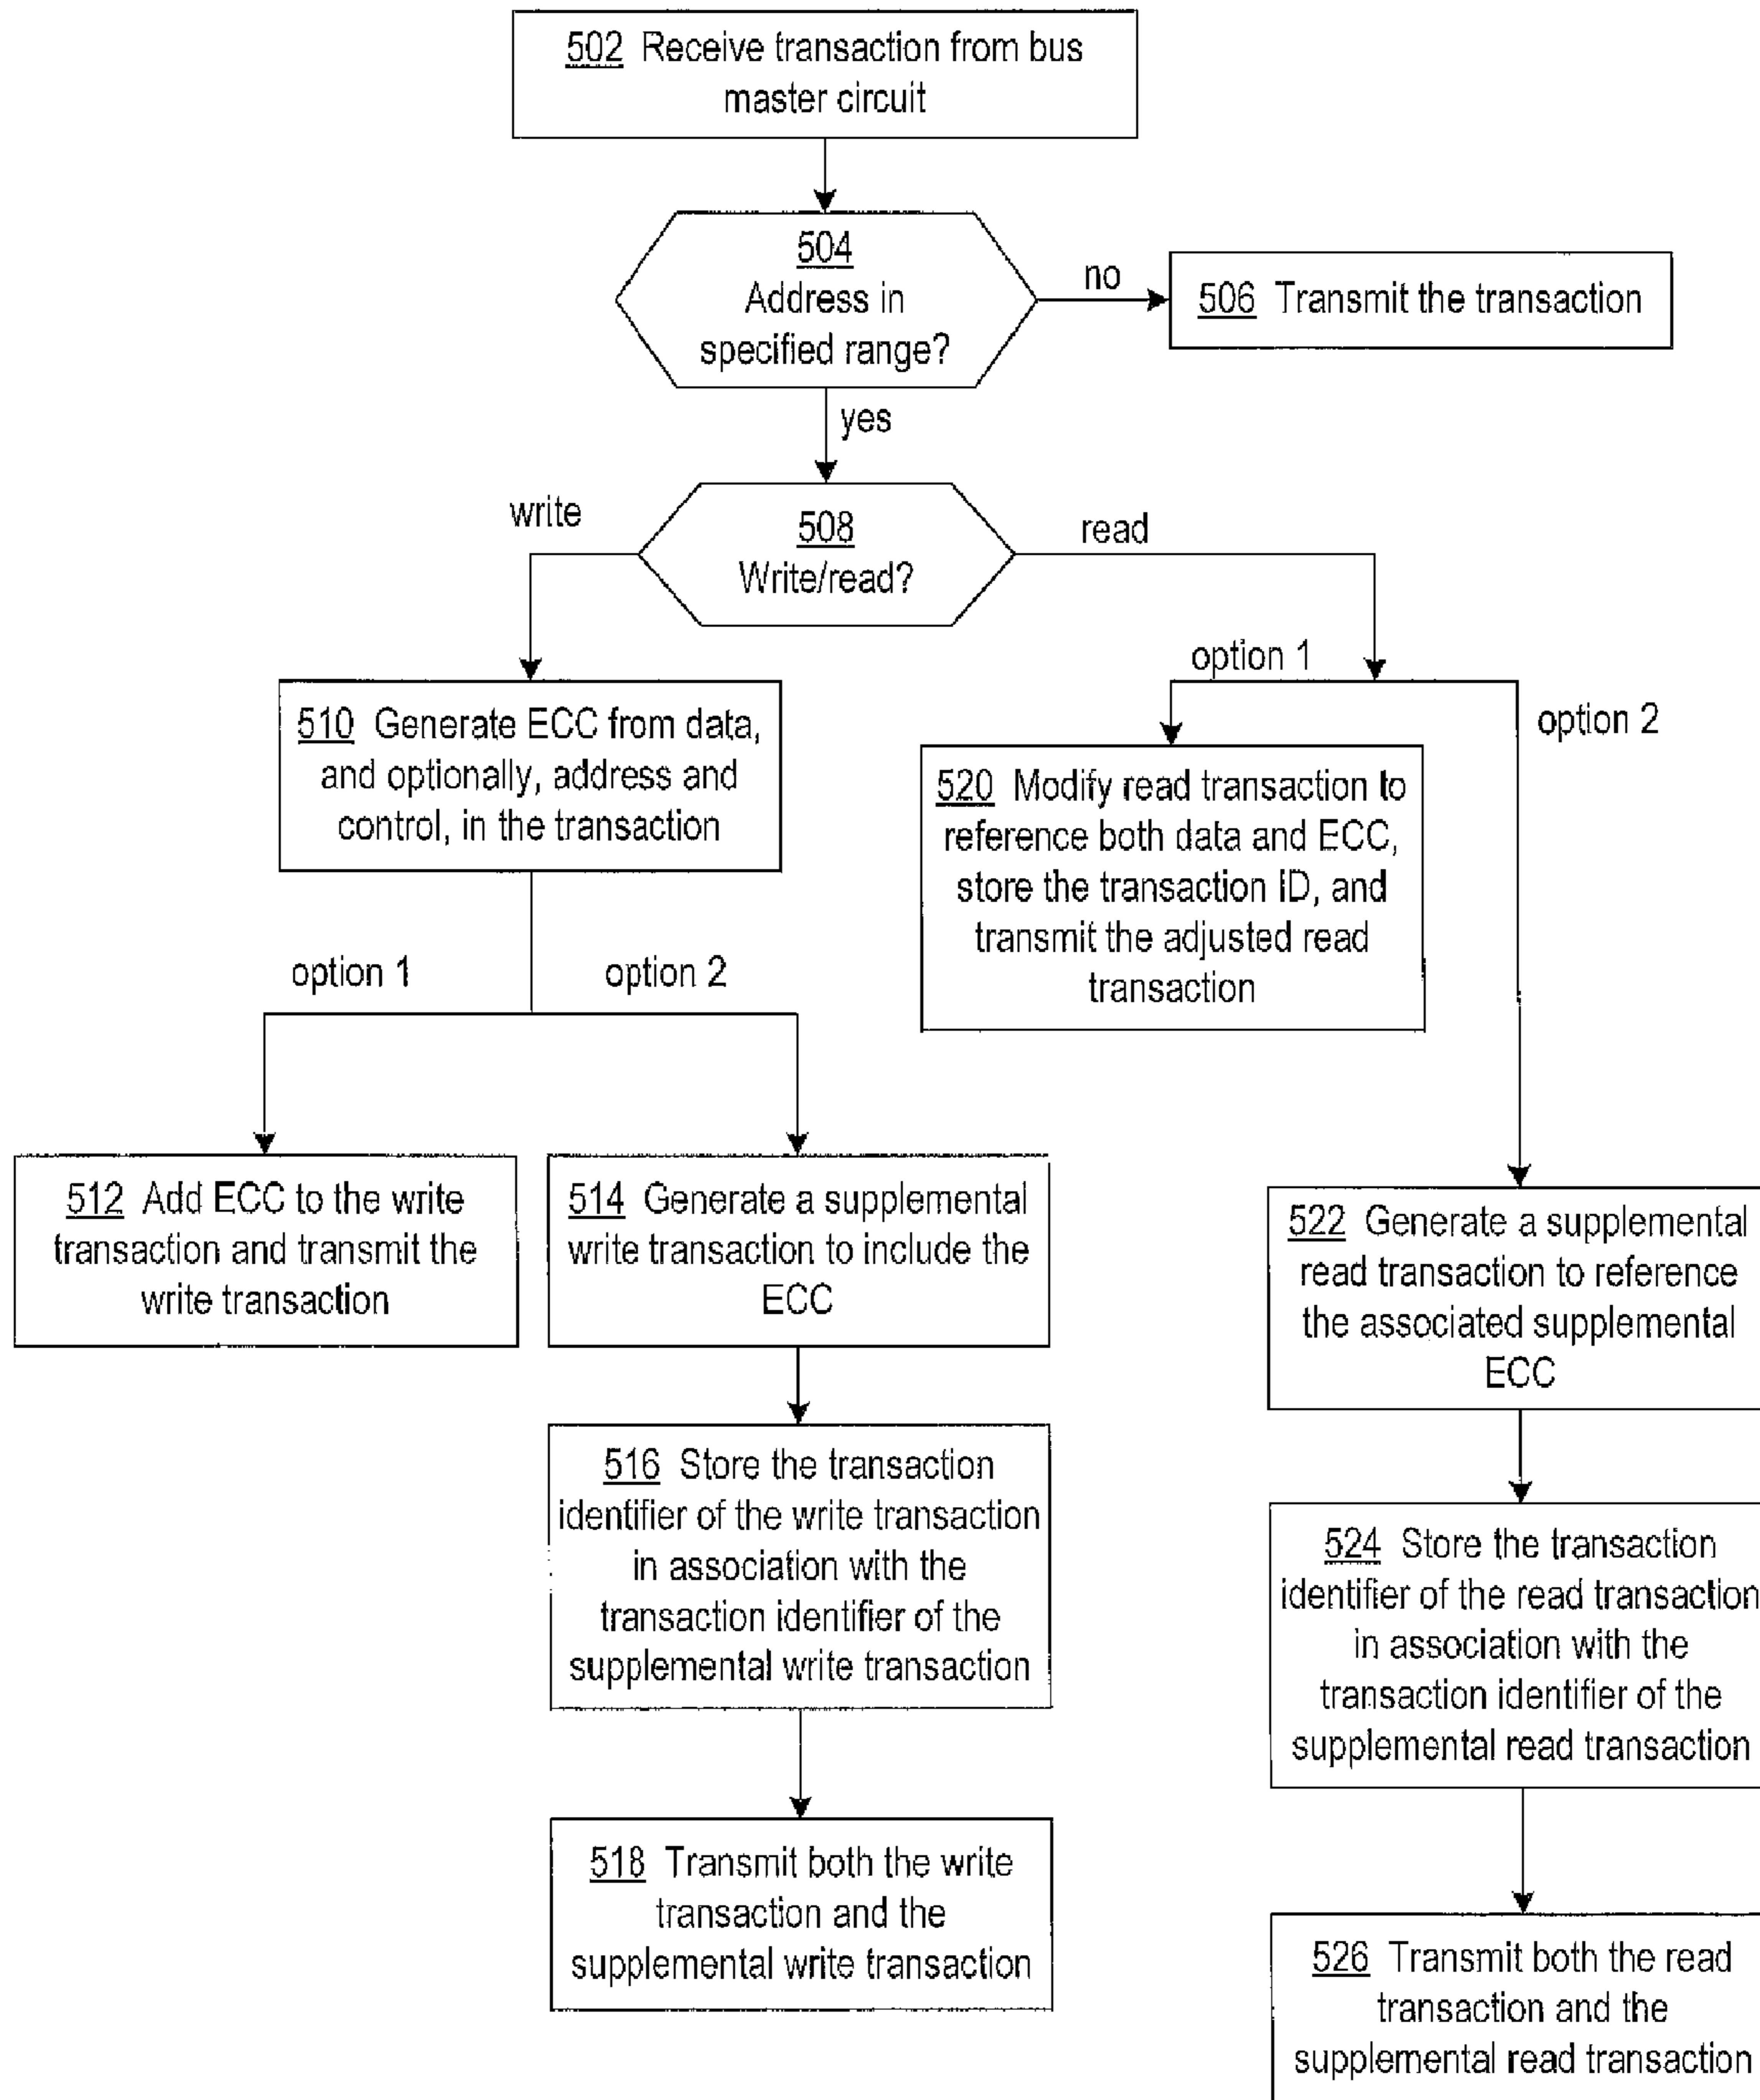 502 Receive transaction from bus
master circuit
504
Address in
specified range?
no
506 Transmit the transaction
yes
write
508
Write/read?
read
510 Generate ECC from data,
and optionally, address and
control, in the transaction
option 1
option 2
520 Modify read transaction to
reference both data and ECC,
store the transaction ID, and
transmit the adjusted read
transaction
option 1
option 2
512 Add ECC to the write
transaction and transmit the
write transaction
514 Generate a supplemental
write transaction to include the
ECC
522 Generate a supplemental
read transaction to reference
the associated supplemental
ECC
516 Store the transaction
identifier of the write transaction
in association with the
transaction identifier of the
supplemental write transaction
524 Store the transaction
identifier of the read transaction
in association with the
transaction identifier of the
supplemental read transaction
518 Transmit both the write
transaction and the
supplemental write transaction
526 Transmit both the read
transaction and the
supplemental read transaction